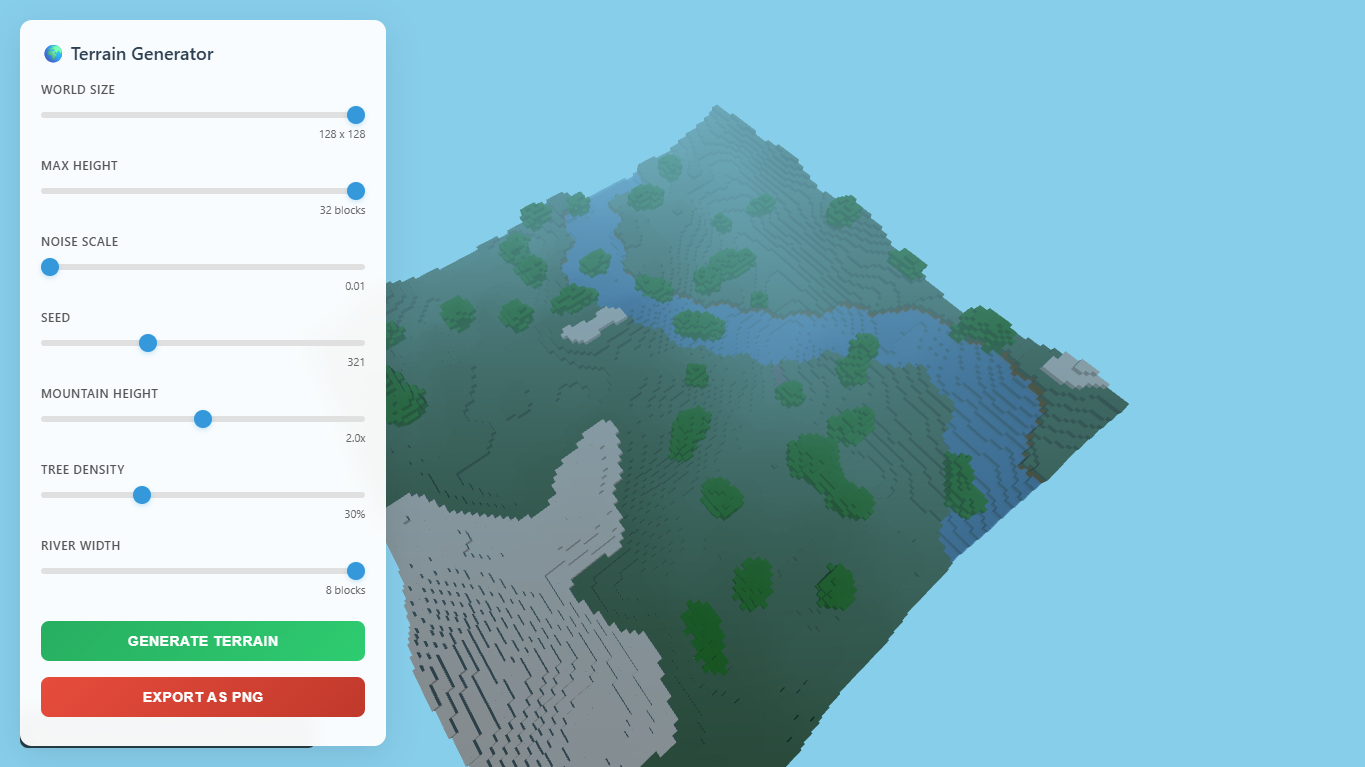 Terrain Generator
WORLD SIZE
128 x 128
MAX HEIGHT
32 blocks
NOISE SCALE
0.01
SEED
321
MOUNTAIN HEIGHT
2.0x
TREE DENSITY
30%
RIVER WIDTH
8 blocks
GENERATE TERRAIN
EXPORT AS PNG